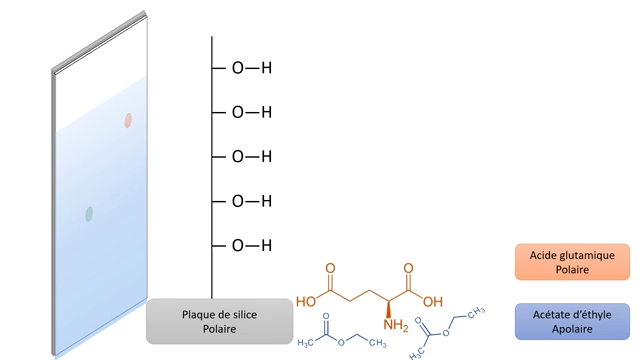 O—H
O—H
O—H
O—H
O—H
Acide glutamique
Polaire
O
O
HO
OH
NH₂
Plaque de silice
Polaire
Acétate d'éthyle
Apolaire
O
H₃C
O
CH₃
O
H₃C
O
CH₃